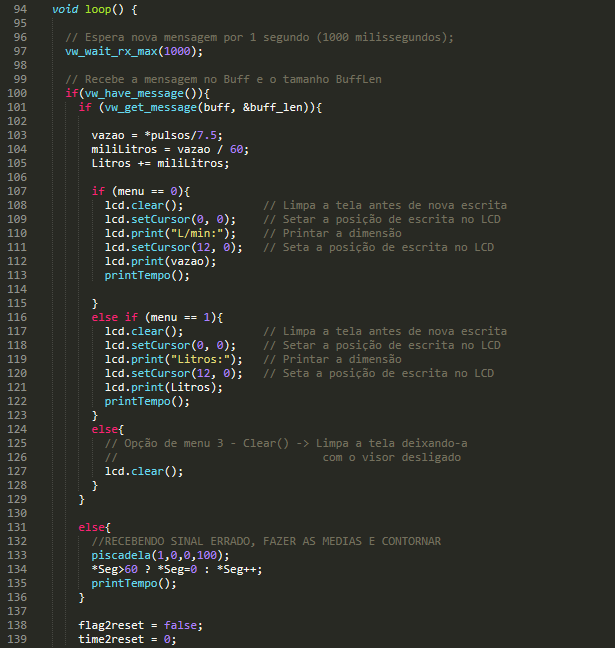 94 void loop() {
95
96 // Espera nova mensagem por 1 segundo (1000 milissegundos);
97 vw_wait_rx_max(1000);
98
99 // Recebe a mensagem no Buff e o tamanho BuffLen
100 if(vw_have_message()){
101 if (vw_get_message(buff, &buff_len)){
102
103 vazao = *pulsos/7.5;
104 miliLitros = vazao / 60;
105 Litros += miliLitros;
106
107 if (menu == 0){
108 lcd.clear(); // Limpa a tela antes de nova escrita
109 lcd.setCursor(0, 0); // Setar a posição de escrita no LCD
110 lcd.print("L/min:"); // Printar a dimensão
111 lcd.setCursor(12, 0); // Seta a posição de escrita no LCD
112 lcd.print(vazao);
113 printTempo();
114
115 }
116 else if (menu == 1){
117 lcd.clear(); // Limpa a tela antes de nova escrita
118 lcd.setCursor(0, 0); // Setar a posição de escrita no LCD
119 lcd.print("Litros:"); // Printar a dimensão
120 lcd.setCursor(12, 0); // Seta a posição de escrita no LCD
121 lcd.print(Litros);
122 printTempo();
123 }
124 else{
125 // Opção de menu 3 - Clear() -> Limpa a tela deixando-a
126 // com o visor desligado
127 lcd.clear();
128 }
129 }
130
131 else{
132 //RECEBENDO SINAL ERRADO, FAZER AS MEDIAS E CONTORNAR
133 piscadela(1,0,0,100);
134 *Seg>60 ? *Seg=0 : *Seg++;
135 printTempo();
136 }
137
138 flag2reset = false;
139 time2reset = 0;